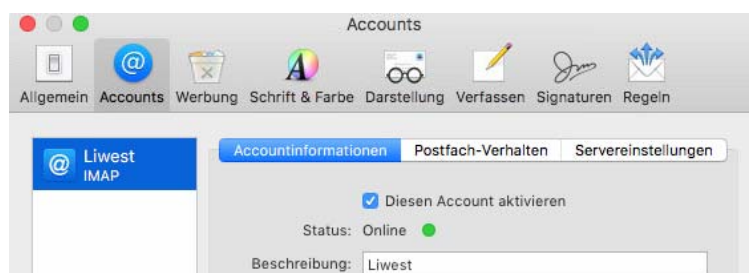 Accounts
Allgemein Accounts Werbung Schrift & Farbe Darstellung Verfassen Signaturen Regeln
Liwest
IMAP
Accountinformationen Postfach-Verhalten Servereinstellungen
Diesen Account aktivieren
Status: Online
Beschreibung: Liwest